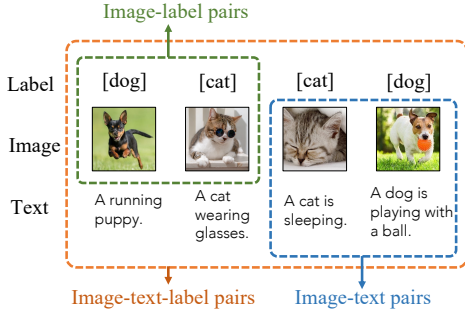 Image-label pairs
Label [dog] [cat] [cat] [dog]
Image
Text
A running
puppy.
A cat
wearing
glasses.
A cat is
sleeping.
A dog is
playing with
a ball.
Image-text-label pairs
Image-text pairs